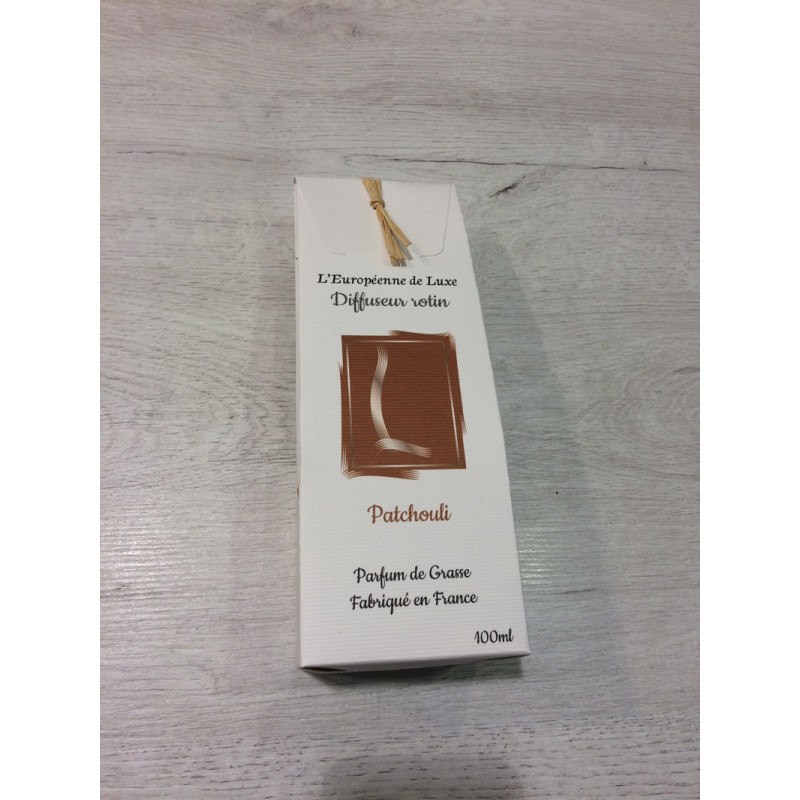 L'Européenne de Luxe
Diffuseur rotin
L
Patchouli
Parfum de Grasse
Fabriqué en France
100ml